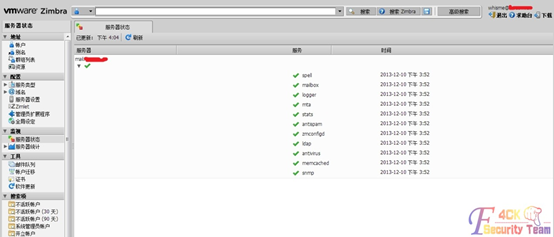 vmware Zimbra
搜索
搜索 Zimbra
高级搜索
whame@
退出 求助台 下载
服务器状态
服务器状态
地址
帐户
别名
群组列表
资源
配置
服务类型
域名
服务器设置
Zimlet
管理员扩展程序
全局设定
监视
服务器状态
服务器统计
工具
邮件队列
帐户迁移
证书
软件更新
搜索项
不活跃帐户
不活跃帐户 (30 天)
不活跃帐户 (90 天)
系统管理员帐户
已更新: 下午 4:04 刷新
服务器 服务 时间
mail
spell 2013-12-10 下午 3:52
mailbox 2013-12-10 下午 3:52
logger 2013-12-10 下午 3:52
mta 2013-12-10 下午 3:52
stats 2013-12-10 下午 3:52
antispam 2013-12-10 下午 3:52
zmconfigd 2013-12-10 下午 3:52
ldap 2013-12-10 下午 3:52
antivirus 2013-12-10 下午 3:52
memcached 2013-12-10 下午 3:52
snmp 2013-12-10 下午 3:52
F4CK
Security Team